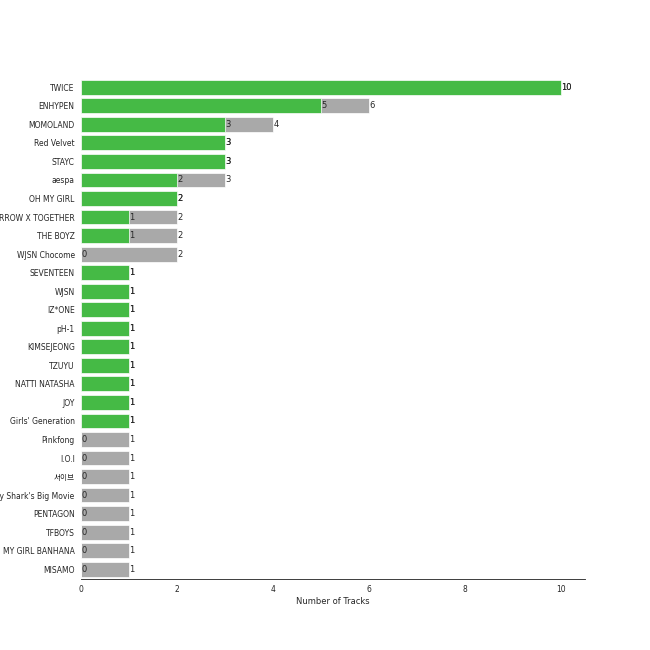 TWICE 10
ENHYPEN 5 6
MOMOLAND 3 4
Red Velvet 3
STAYC 3
aespa 2 3
OH MY GIRL 2
RROW X TOGETHER 1 2
THE BOYZ 1 2
WJSN Chocome 0 2
SEVENTEEN 1
WJSN 1
IZ*ONE 1
pH-1 1
KIMSEJEONG 1
TZUYU 1
NATTI NATASHA 1
JOY 1
Girls' Generation 1
Pinkfong 0 1
I.O.I 0 1
서이브 0 1
y Shark's Big Movie 0 1
PENTAGON 0 1
TFBOYS 0 1
MY GIRL BANHANA 0 1
MISAMO 0 1
0 2 4 6 8 10
Number of Tracks